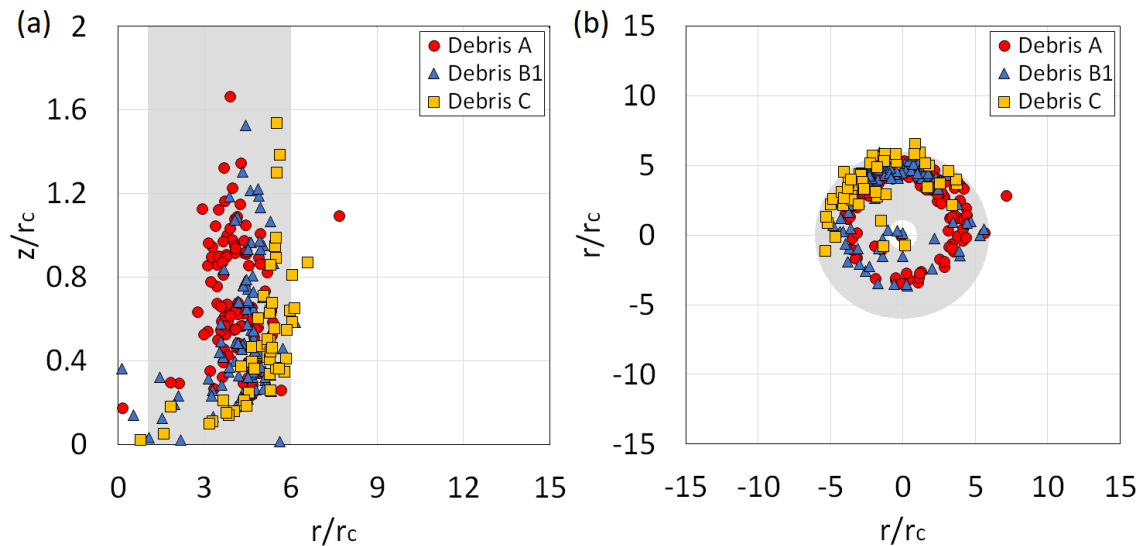 (a)
2
1.6
1.2
0.8
0.4
0
z/rc
0 3 6 9 12 15
r/rc
Debris A
Debris B1
Debris C
(b)
15
10
5
0
-5
-10
-15
r/rc
-15 -10 -5 0 5 10 15
r/rc
Debris A
Debris B1
Debris C